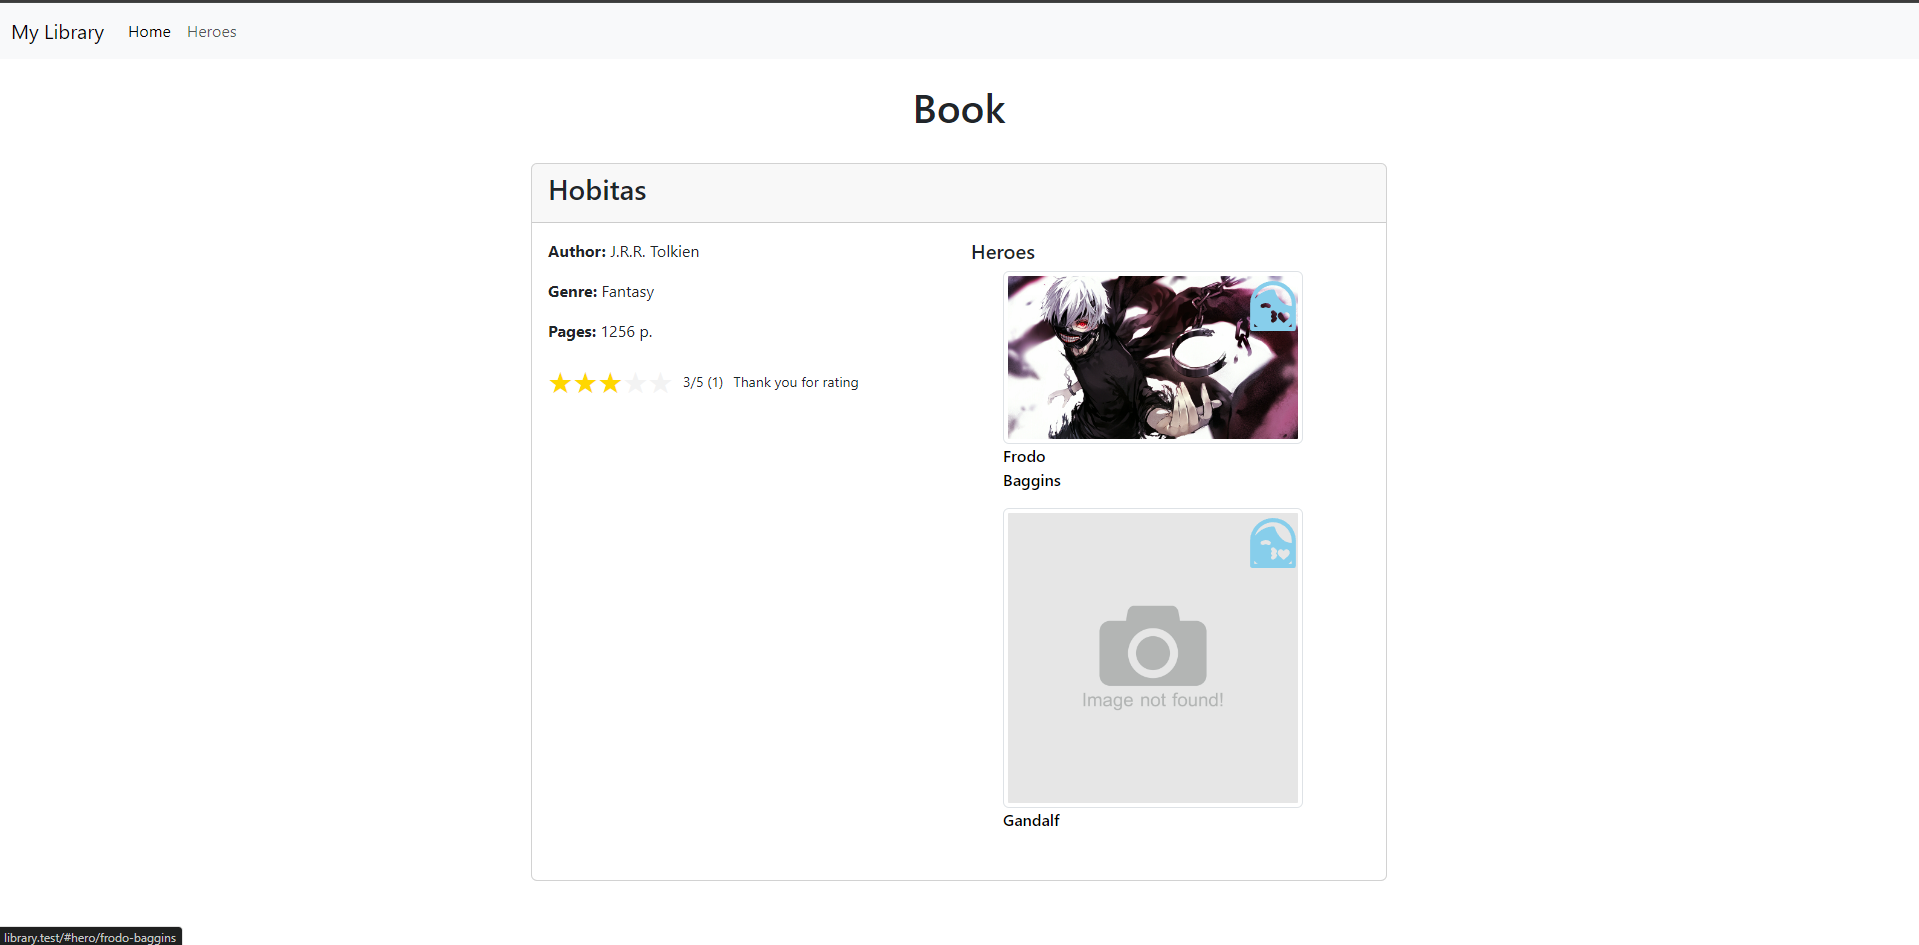 My Library Home Heroes
Book
Hobitas
Author: J.R.R. Tolkien
Genre: Fantasy
Pages: 1256 p.
3/5 (1) Thank you for rating
Heroes
Frodo
Baggins
Image not found!
Gandalf
library.test/#hero/frodo-baggins